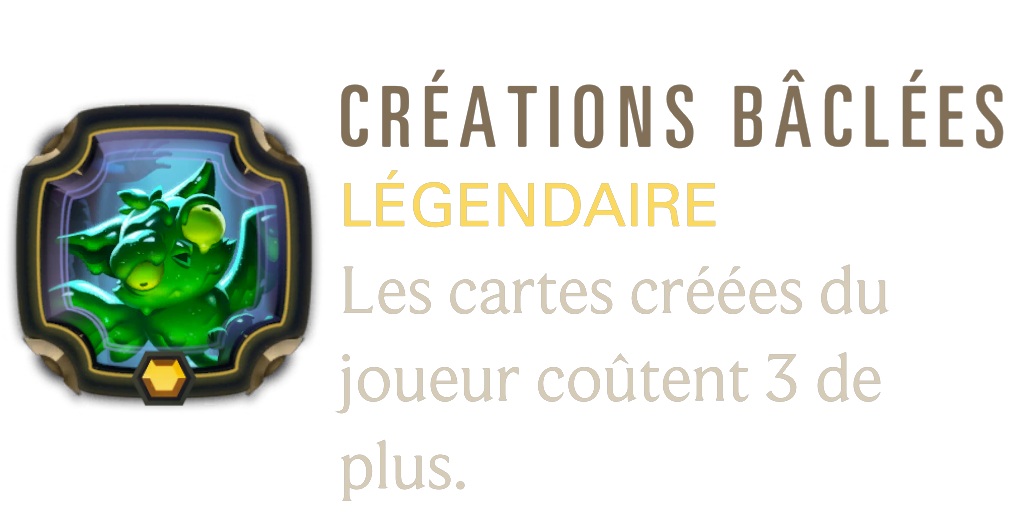 CRÉATIONS BÂCLÉES
LÉGENDAIRE
Les cartes créées du
joueur coûtent 3 de
plus.